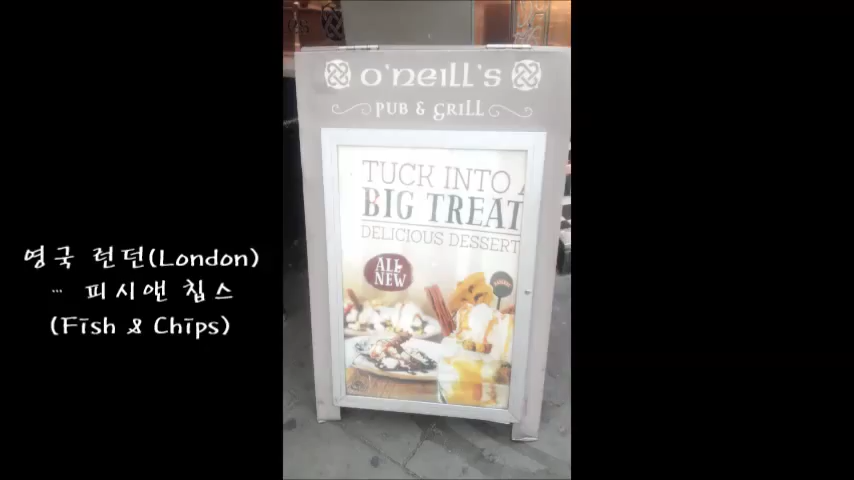 O'NEILL'S
PUB & GRILL
TUCK INTO A
BIG TREAT
DELICIOUS DESSERT
ALL
NEW
영국 런던(London)
… 피시앤 칩스
(Fish & Chips)